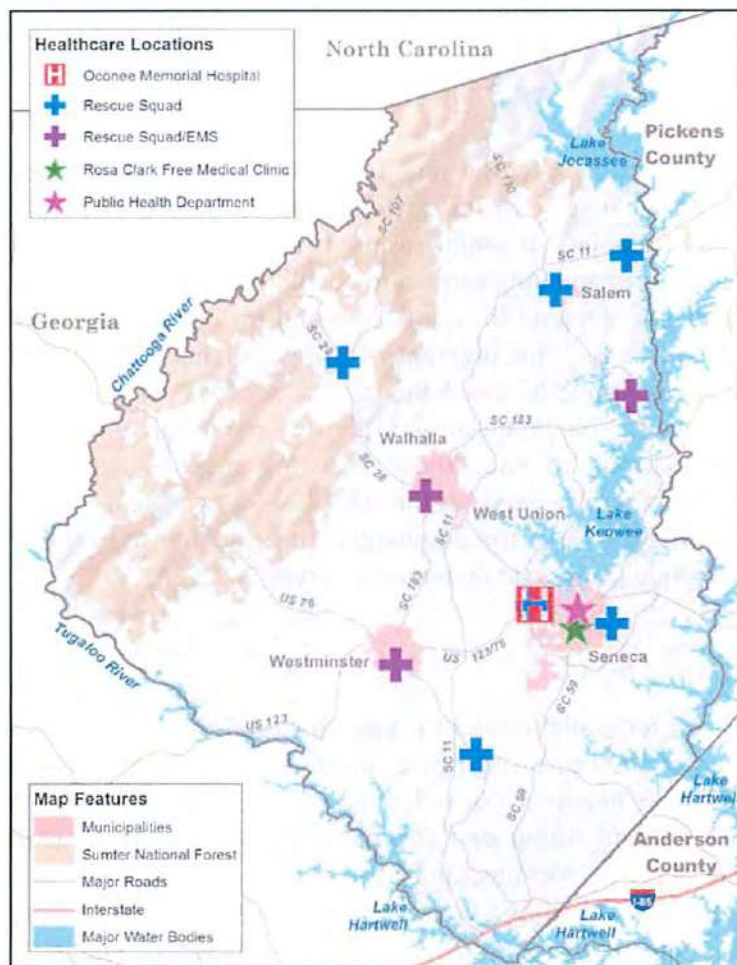 Healthcare Locations
H Oconee Memorial Hospital
Rescue Squad
Rescue Squad/EMS
Rosa Clark Free Medical Clinic
Public Health Department
North Carolina
Lake
Jocassee
Pickens
County
SC 130
SC 107
SC 11
Salem
Georgia
Chattooga River
SC 28
SC 183
Walhalla
SC 28
West Union
SC 11
Lake
Keowee
SC 183
US 76
H
US 123/76
Seneca
Westminster
Tugaloo River
SC 59
US 123
SC 11
SC 59
Lake
Hartwell
Anderson
County
I-85
Lake
Hartwell
Lake
Hartwell
Map Features
Municipalities
Sumter National Forest
Major Roads
Interstate
Major Water Bodies